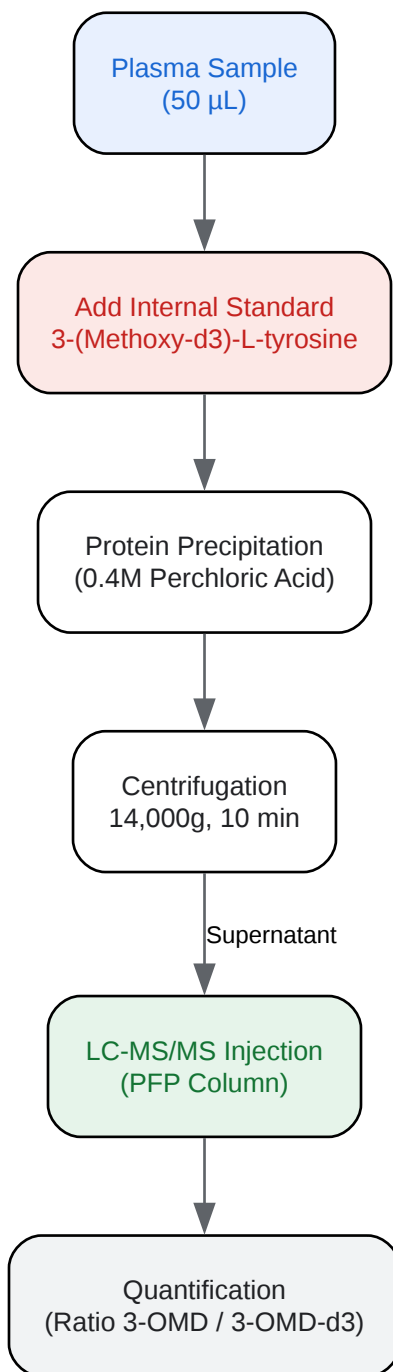 Plasma Sample
(50 µL)
Add Internal Standard
3-(Methoxy-d3)-L-tyrosine
Protein Precipitation
(0.4M Perchloric Acid)
Centrifugation
14,000g, 10 min
Supernatant
LC-MS/MS Injection
(PFP Column)
Quantification
(Ratio 3-OMD / 3-OMD-d3)